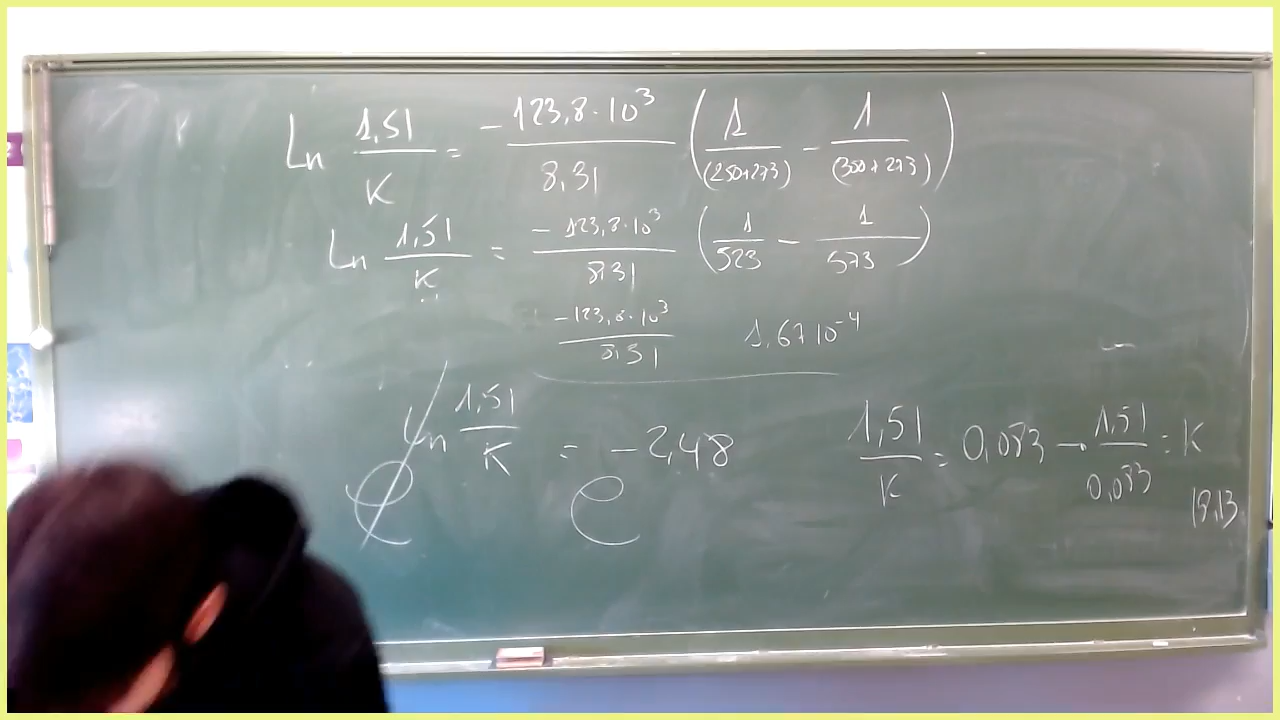 Ln 1,51/K = -123,8·10³/8,31 (1/(250+273) - 1/(300+273))
Ln 1,51/K = -123,8·10³/8,31 (1/523 - 1/573)
-123,8·10³/8,31 1,67 10⁻⁴
e^(Ln 1,51/K) = e^(-2,48)
1,51/K = 0,083 → 1,51/0,083 = K
18,13